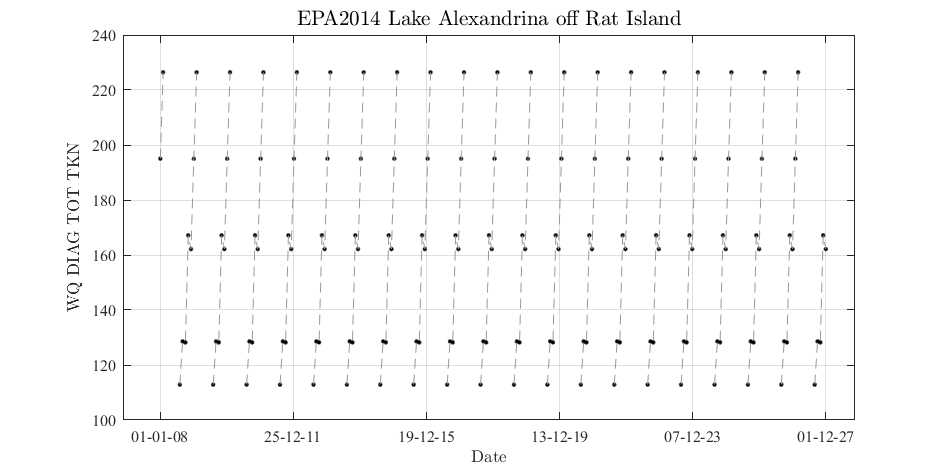 EPA2014 Lake Alexandrina off Rat Island
240
220
200
180
160
140
120
100
WQ DIAG TOT TKN
01-01-08 25-12-11 19-12-15 13-12-19 07-12-23 01-12-27
Date